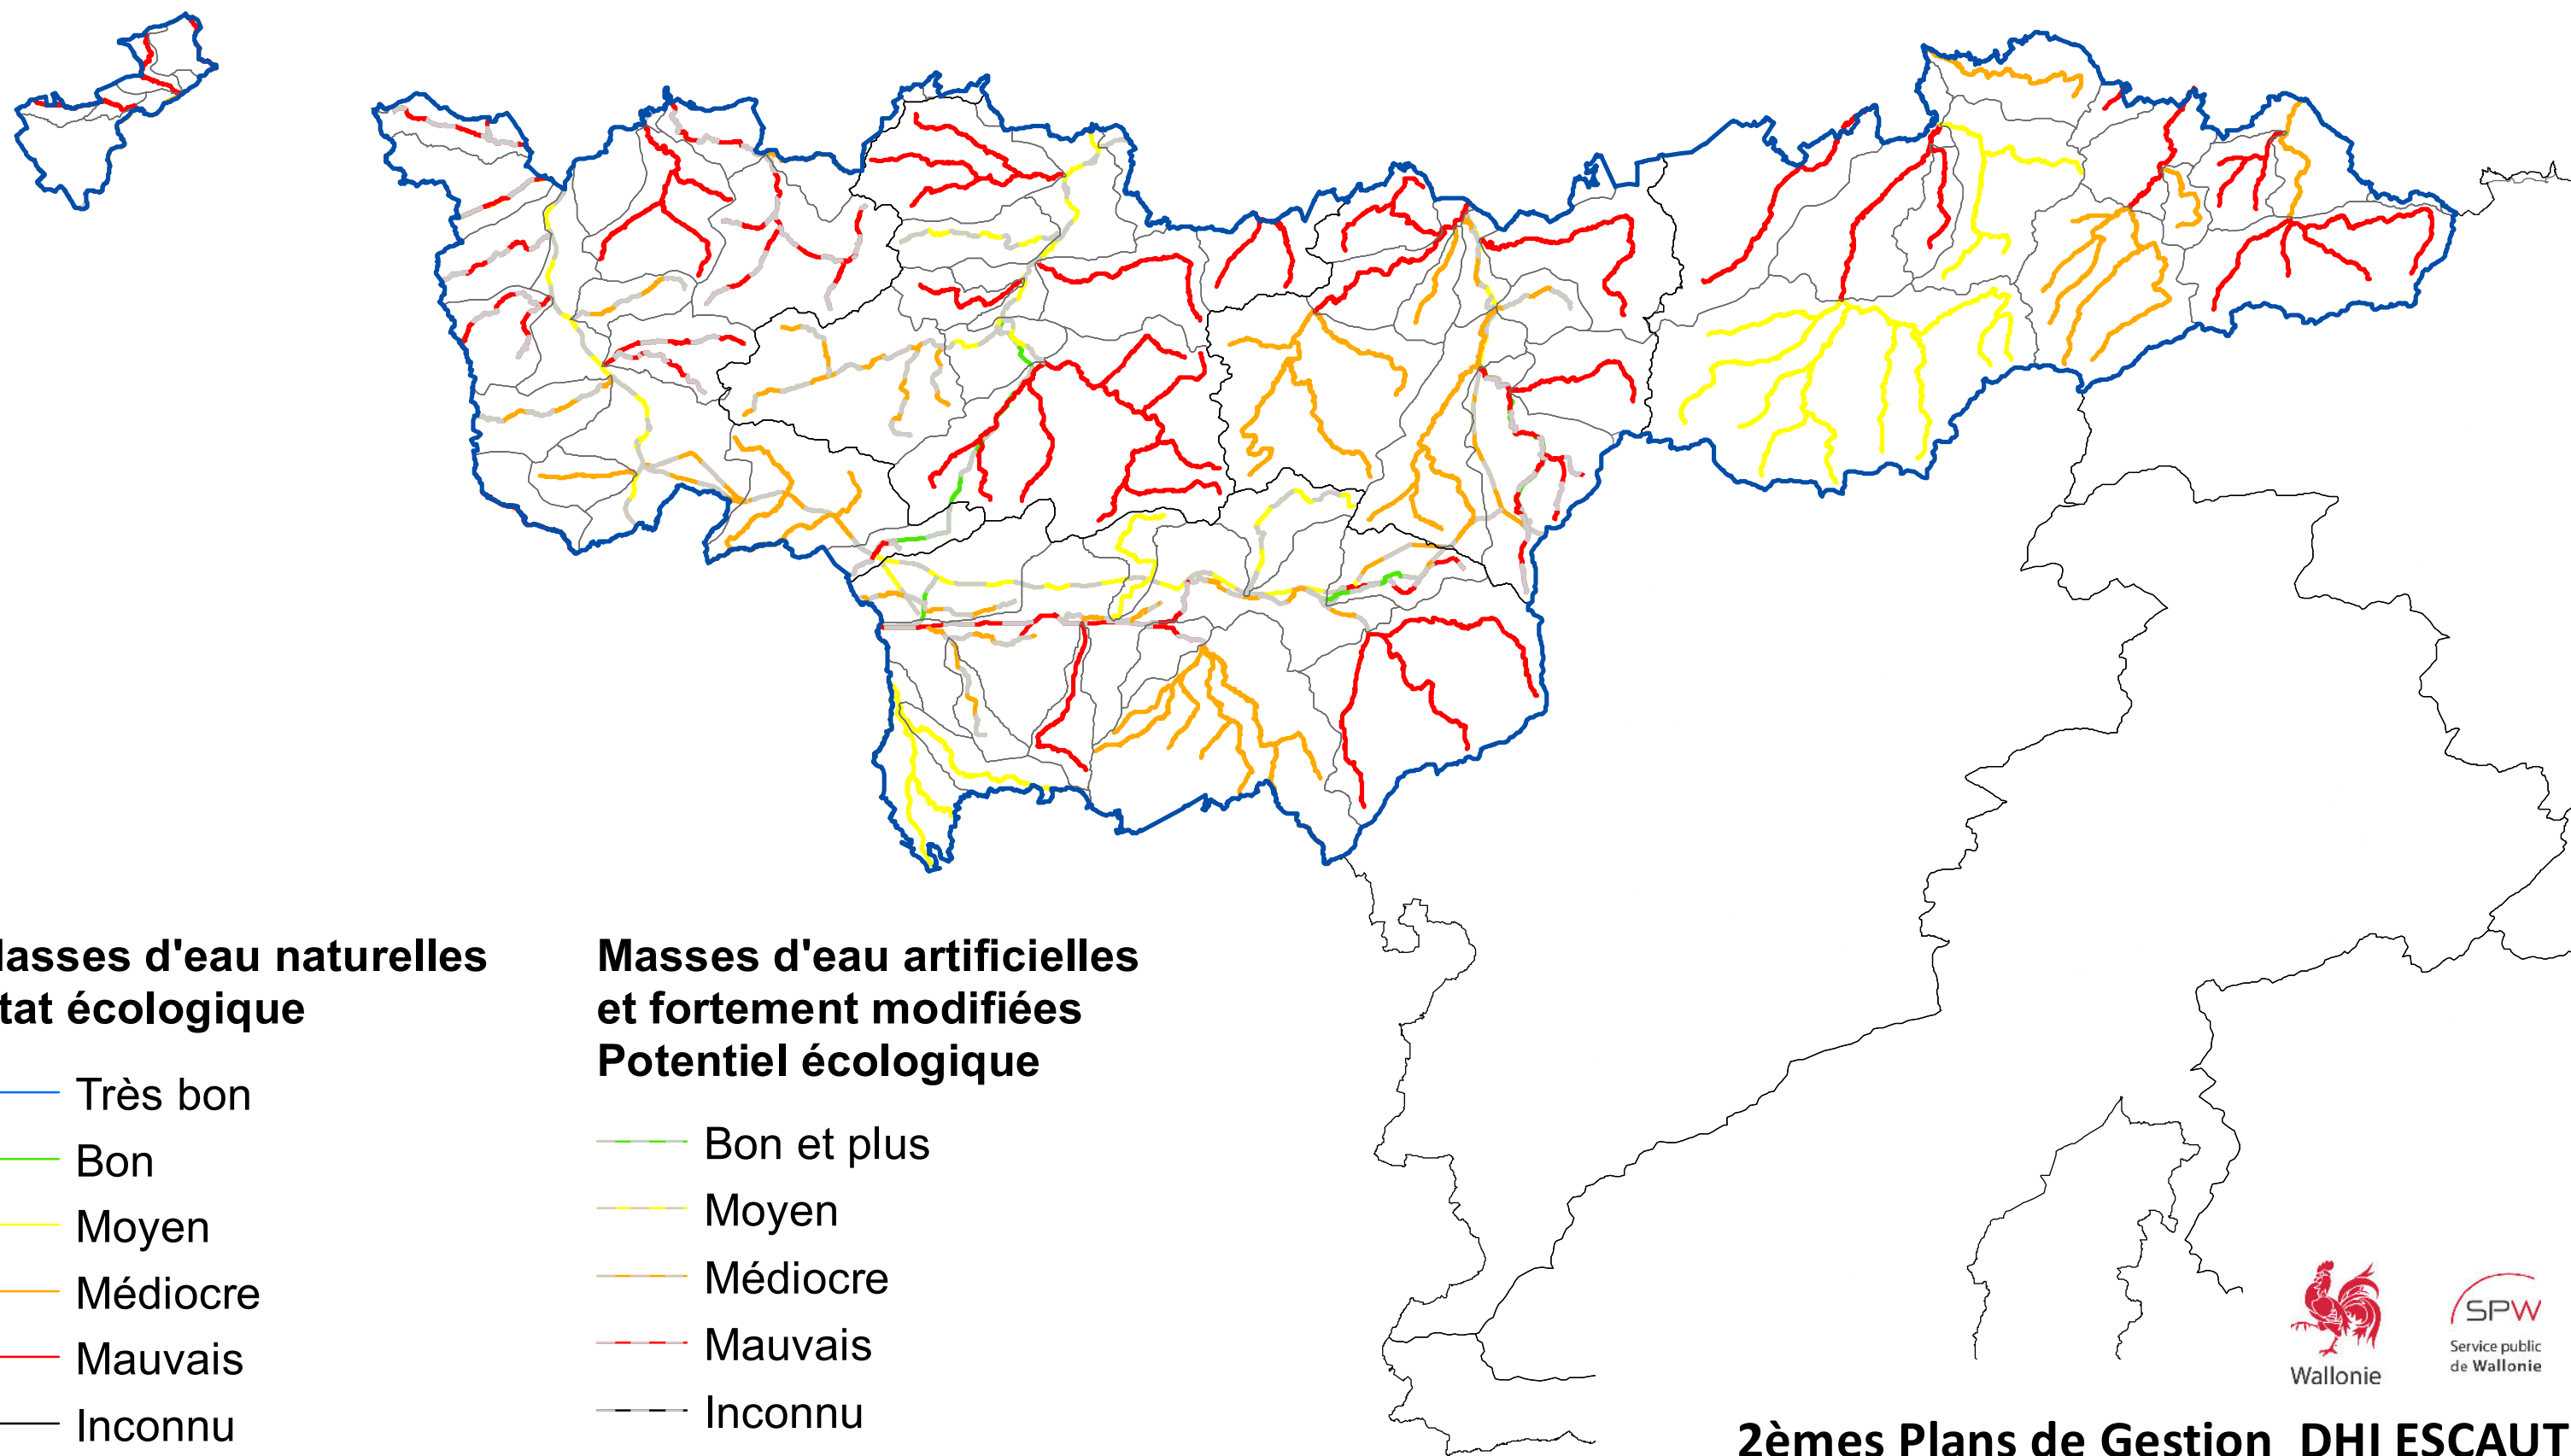 lasses d'eau naturelles
tat écologique
Très bon
Bon
Moyen
Médiocre
Mauvais
Inconnu
Masses d'eau artificielles
et fortement modifiées
Potentiel écologique
Bon et plus
Moyen
Médiocre
Mauvais
Inconnu
Wallonie
SPW
Service public
de Wallonie
2èmes Plans de Gestion DHI ESCAUT